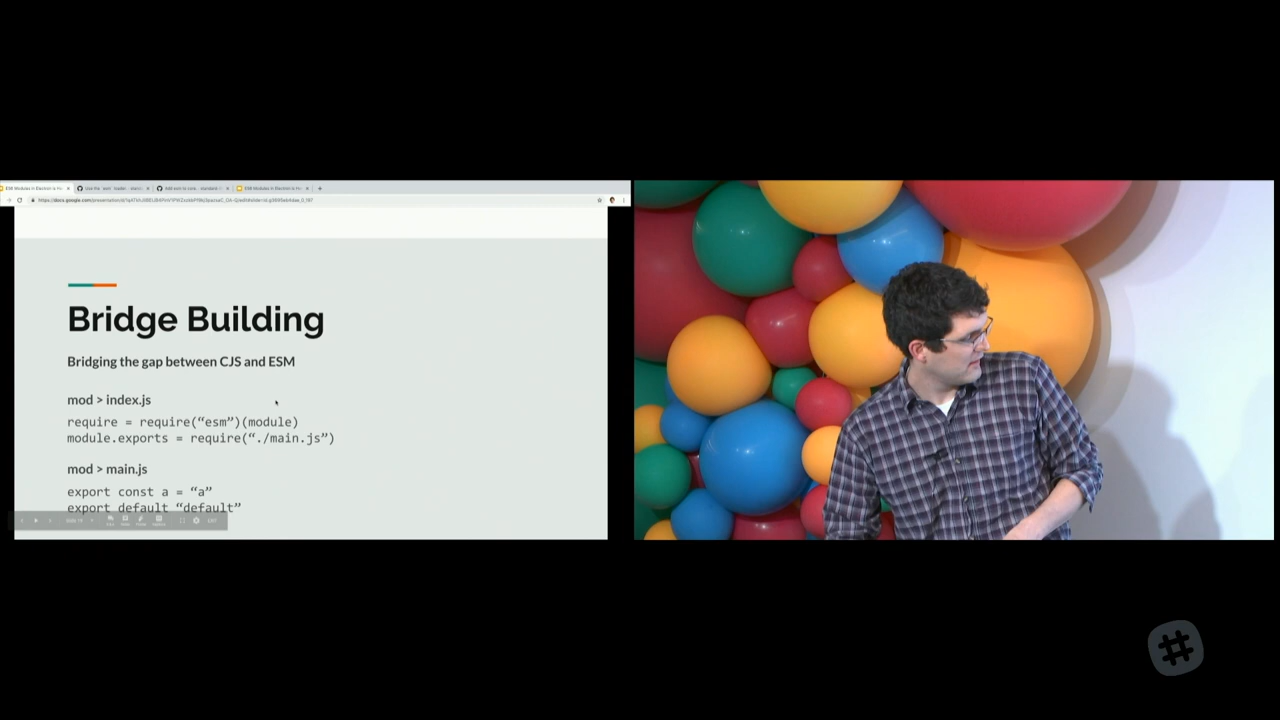 Bridge Building
Bridging the gap between CJS and ESM
mod > index.js
require = require(“esm”)(module)
module.exports = require(“./main.js”)
mod > main.js
export const a = “a”
export default “default”